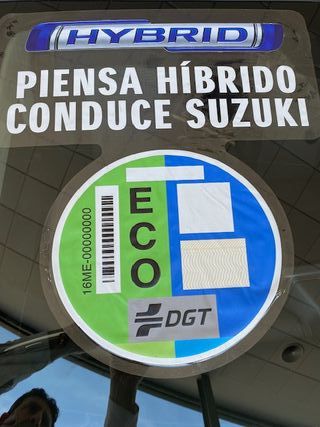 HYBRID
PIENSA HÍBRIDO
CONDUCE SUZUKI
16ME-00000000
ECO
DGT